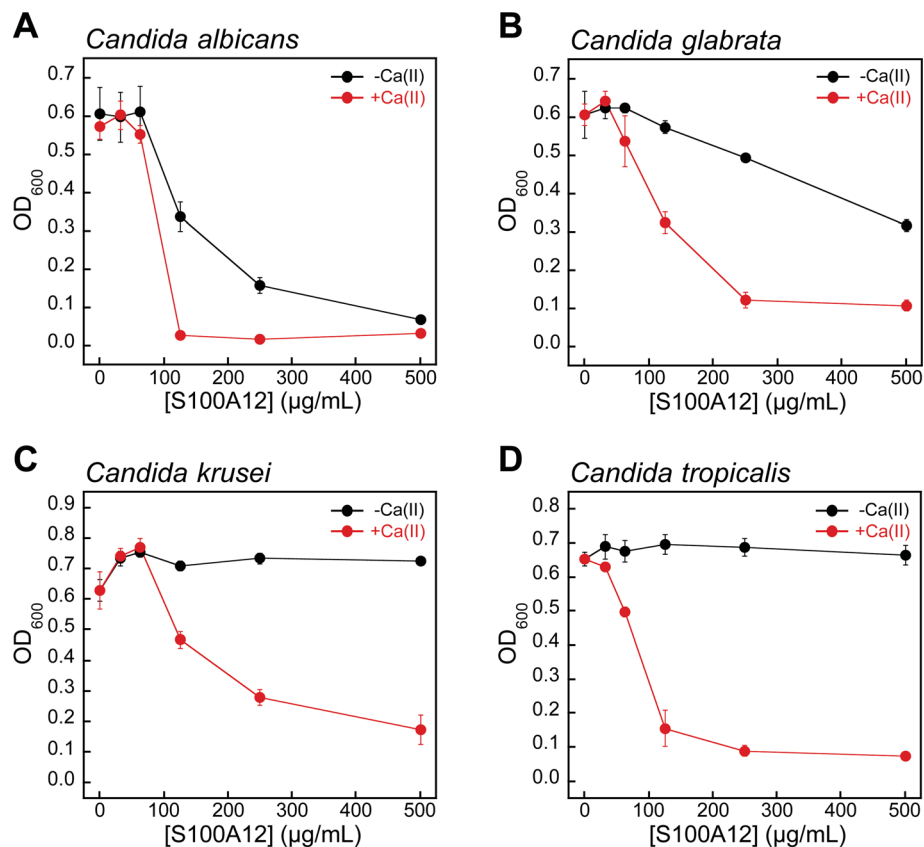 A
Candida albicans
-Ca(II)
+Ca(II)
0.7
0.6
0.5
0.4
0.3
0.2
0.1
0.0
OD600
0 100 200 300 400 500
[S100A12] (µg/mL)
B
Candida glabrata
-Ca(II)
+Ca(II)
0.7
0.6
0.5
0.4
0.3
0.2
0.1
0.0
OD600
0 100 200 300 400 500
[S100A12] (µg/mL)
C
Candida krusei
-Ca(II)
+Ca(II)
0.9
0.8
0.7
0.6
0.5
0.4
0.3
0.2
0.1
0.0
OD600
0 100 200 300 400 500
[S100A12] (µg/mL)
D
Candida tropicalis
-Ca(II)
+Ca(II)
0.8
0.7
0.6
0.5
0.4
0.3
0.2
0.1
0.0
OD600
0 100 200 300 400 500
[S100A12] (µg/mL)